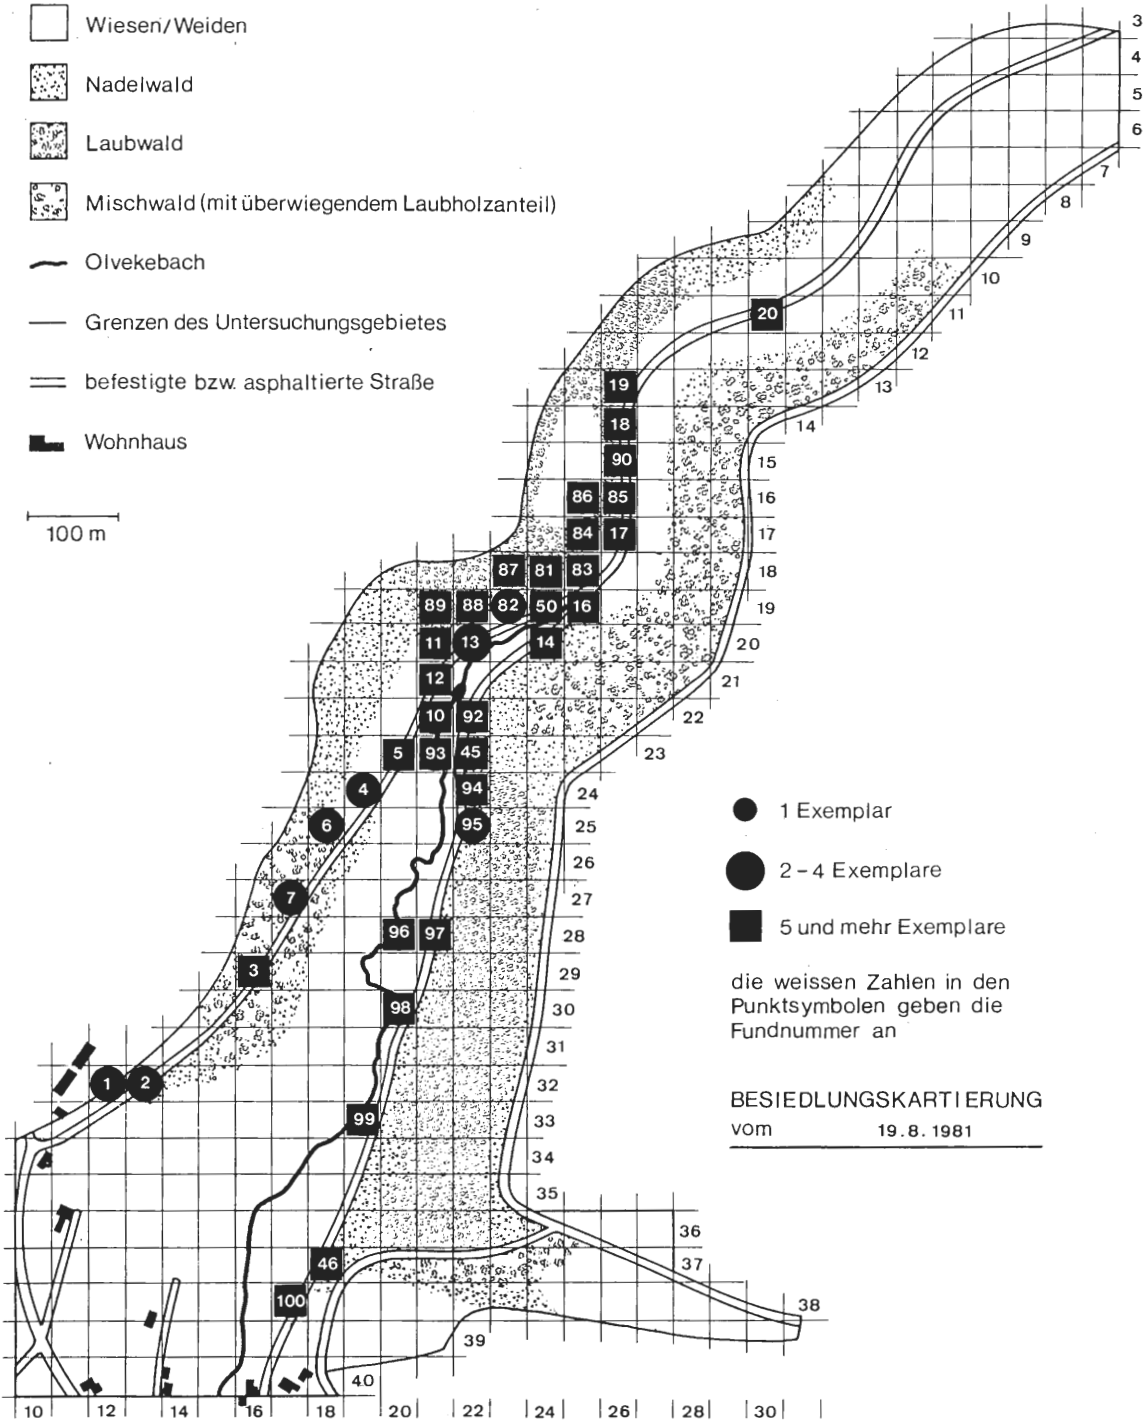 Wiesen/Weiden
Nadelwald
Laubwald
Mischwald (mit überwiegendem Laubholzanteil)
Olvekebach
Grenzen des Untersuchungsgebietes
befestigte bzw. asphaltierte Straße
Wohnhaus
100 m
3
4
5
6
7
8
9
10
11
12
13
14
15
16
17
18
19
20
21
22
23
24
25
26
27
28
29
30
31
32
33
34
35
36
37
38
39
40
20
19
18
90
86 85
84 17
87 81 83
89 88 82 50 16
11 13 14
12
10 92
5 93 45
4 94
6 95
7
96 97
3
98
1 2
99
46
100
1 Exemplar
2 – 4 Exemplare
5 und mehr Exemplare
die weissen Zahlen in den
Punktsymbolen geben die
Fundnummer an
BESIEDLUNGSKARTIERUNG
vom 19.8.1981
10 12 14 16 18 20 22 24 26 28 30